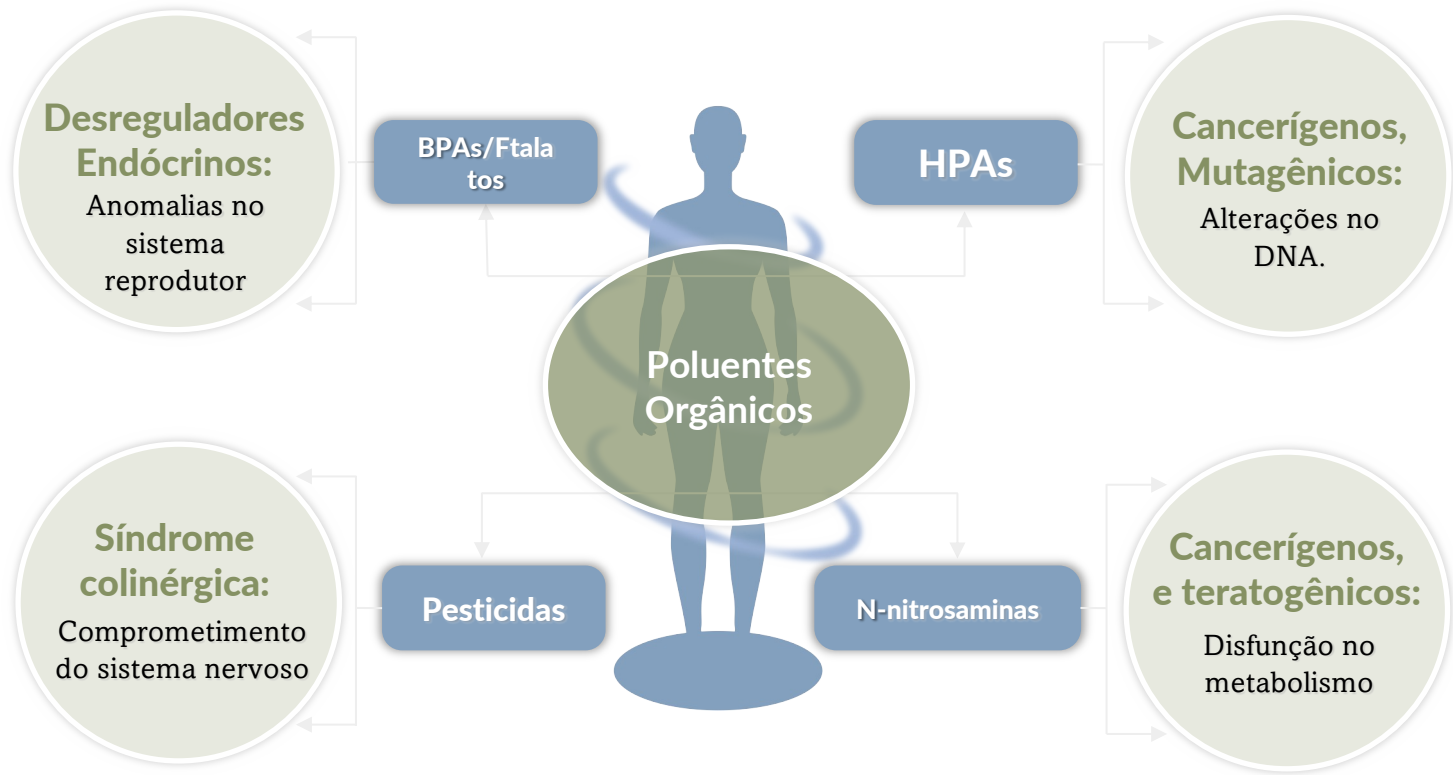 Desreguladores
Endócrinos:
Anomalias no
sistema
reprodutor
BPAs/Ftala
tos
HPAs
Cancerígenos,
Mutagênicos:
Alterações no
DNA.
Poluentes
Orgânicos
Síndrome
colinérgica:
Comprometimento
do sistema nervoso
Pesticidas
N-nitrosaminas
Cancerígenos,
e teratogênicos:
Disfunção no
metabolismo